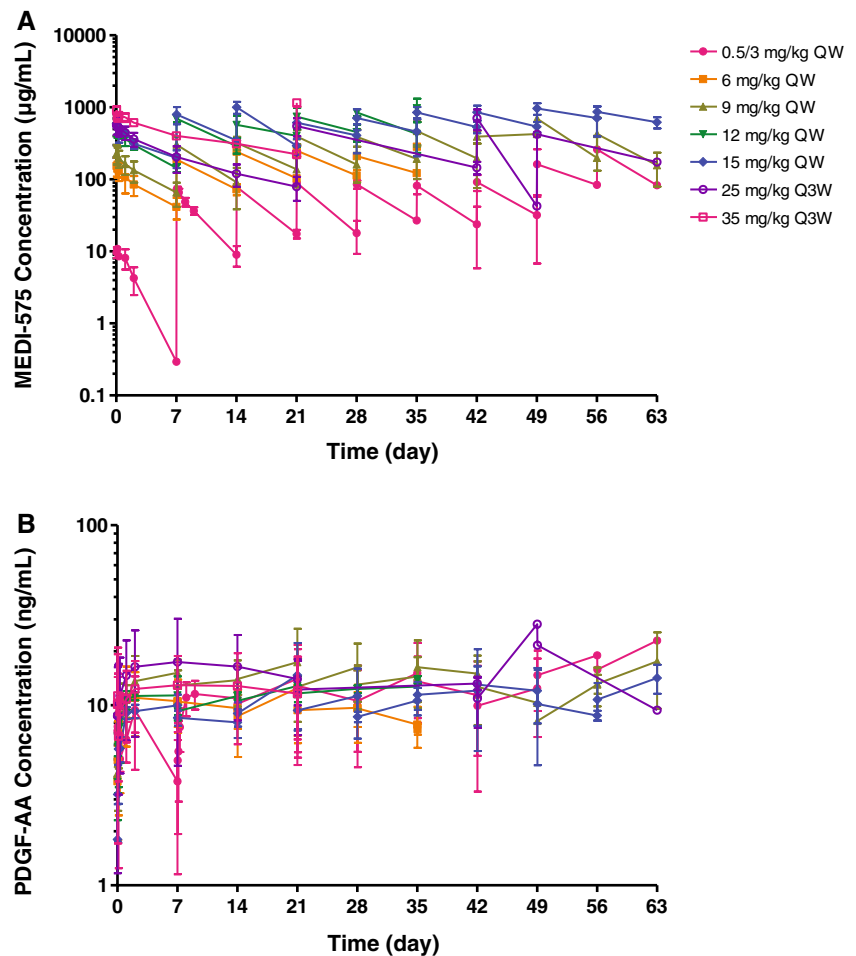 A
MEDI-575 Concentration (µg/mL)
10000
1000
100
10
1
0.1
0 7 14 21 28 35 42 49 56 63
Time (day)
0.5/3 mg/kg QW
6 mg/kg QW
9 mg/kg QW
12 mg/kg QW
15 mg/kg QW
25 mg/kg Q3W
35 mg/kg Q3W
B
PDGF-AA Concentration (ng/mL)
100
10
1
0 7 14 21 28 35 42 49 56 63
Time (day)